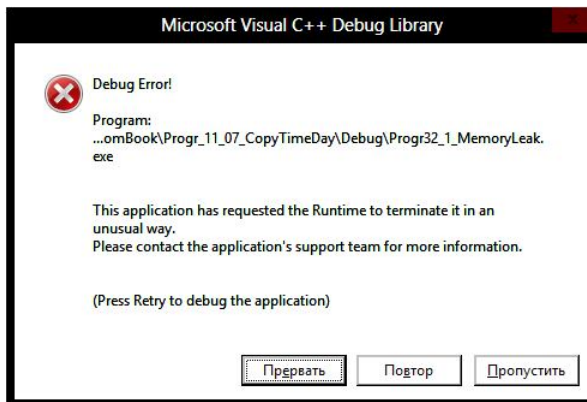 Microsoft Visual C++ Debug Library
x
Debug Error!
Program:
...omBook\Progr_11_07_CopyTimeDay\Debug\Progr32_1_MemoryLeak.
exe
This application has requested the Runtime to terminate it in an
unusual way.
Please contact the application's support team for more information.
(Press Retry to debug the application)
Прервать Повтор Пропустить